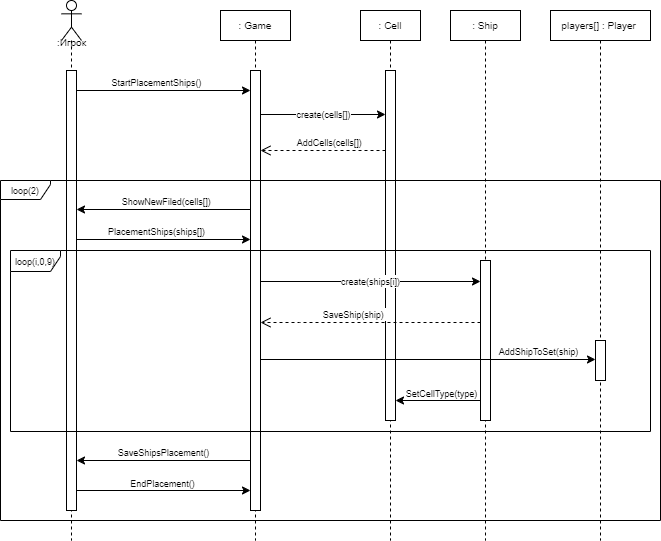 :Игрок
: Game
: Cell
: Ship
players[] : Player
StartPlacementShips()
create(cells[])
AddCells(cells[])
loop(2)
ShowNewFiled(cells[])
PlacementShips(ships[])
loop(i,0,9)
create(ships[i])
SaveShip(ship)
AddShipToSet(ship)
SetCellType(type)
SaveShipsPlacement()
EndPlacement()